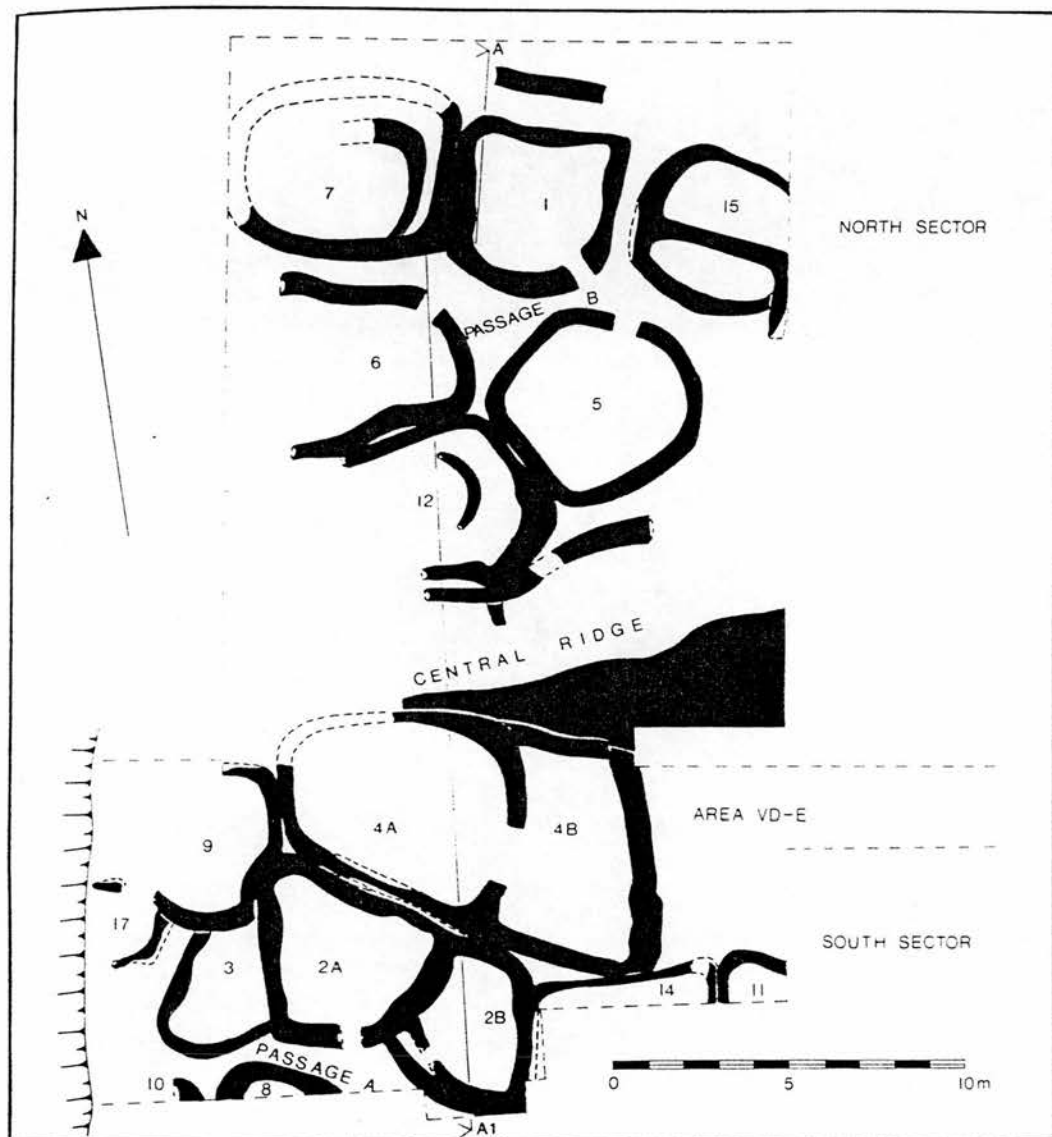 A
7
1
15
N
NORTH SECTOR
PASSAGE B
6
5
12
CENTRAL RIDGE
4A
4B
AREA VD-E
9
17
SOUTH SECTOR
3
2A
2B
14
11
PASSAGE A
10
8
0
5
10m
A1